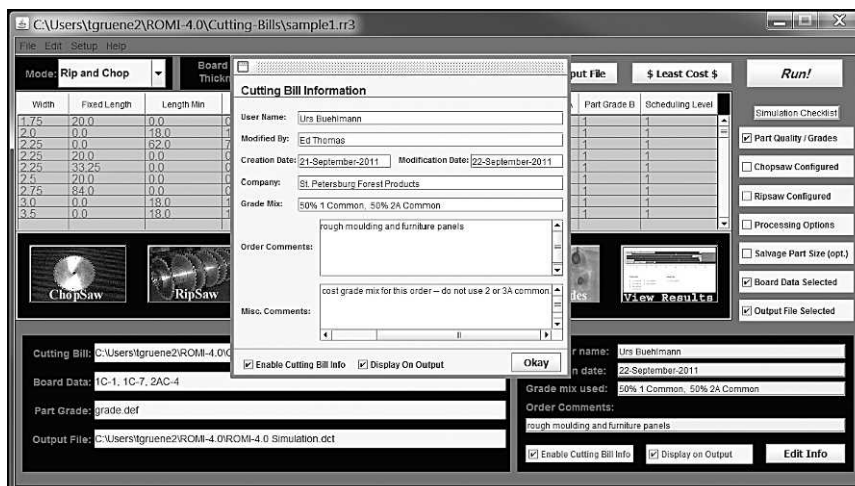 C:\Users\tgruene2\ROMI-4.0\Cutting-Bills\sample1.rr3
File Edit Setup Help
Mode: Rip and Chop
Board
Thickn
put File
$ Least Cost $
Run!
Width Fixed Length Length Min
Part Grade B Scheduling Level
1.75 20.0 0.0
2.0 0.0 18.0
2.25 0.0 62.0
2.25 20.0 0.0
2.25 33.25 0.0
2.5 20.0 0.0
2.75 84.0 0.0
3.0 0.0 18.0
3.5 0.0 18.0
1 1
1 1
1 1
1 1
1 1
1 1
1 1
1 1
1 1
Simulation Checklist
Part Quality / Grades
Chopsaw Configured
Ripsaw Configured
Processing Options
Salvage Part Size (opt.)
Board Data Selected
Output File Selected
ChopSaw
RipSaw
des
View Results
Cutting Bill Information
User Name: Urs Buehlmann
Modified By: Ed Thomas
Creation Date: 21-September-2011 Modification Date: 22-September-2011
Company: St. Petersburg Forest Products
Grade Mix: 50% 1 Common, 50% 2A Common
Order Comments: rough moulding and furniture panels
Misc. Comments: cost grade mix for this order -- do not use 2 or 3A common.
Enable Cutting Bill Info Display On Output Okay
Cutting Bill: C:\Users\tgruene2\ROMI-4.0\C
Board Data: 1C-1, 1C-7, 2AC-4
Part Grade: grade.def
Output File: C:\Users\tgruene2\ROMI-4.0\ROMI-4.0 Simulation.dct
r name: Urs Buehlmann
n date: 22-September-2011
Grade mix used: 50% 1 Common, 50% 2A Common
Order Comments:
rough moulding and furniture panels
Enable Cutting Bill Info Display on Output Edit Info